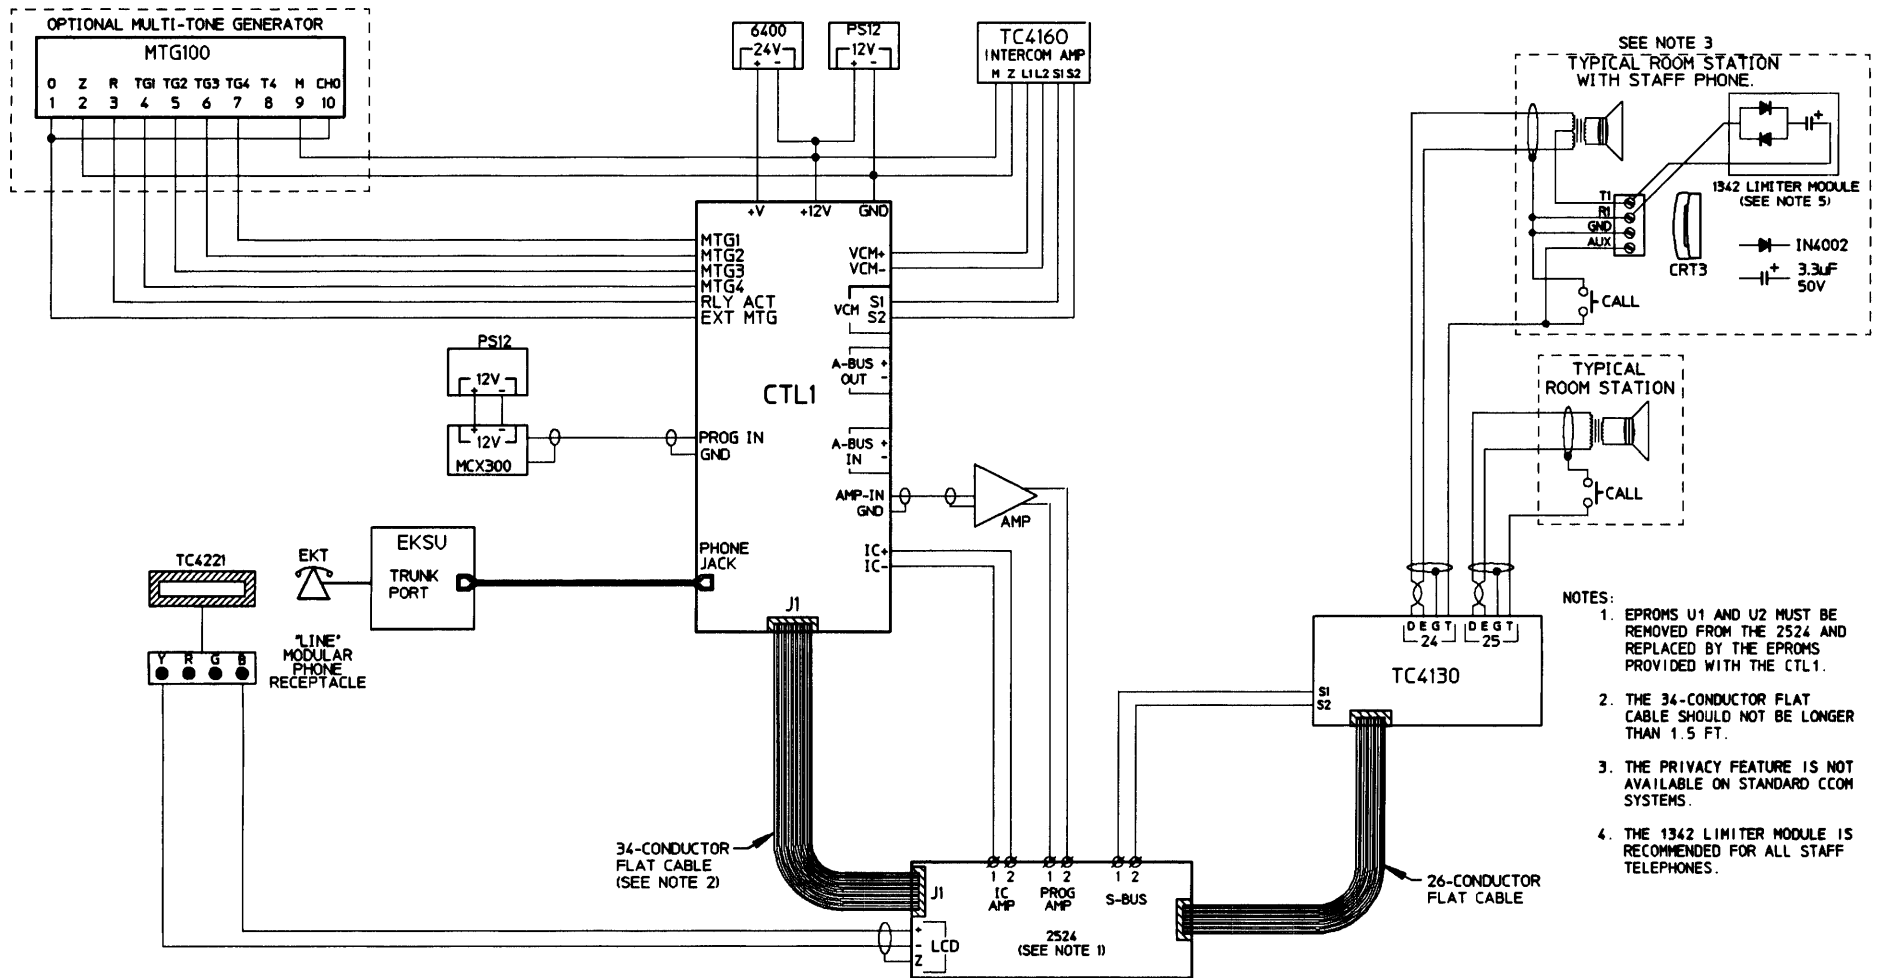 OPTIONAL MULTI-TONE GENERATOR
MTG100
O Z R TG1 TG2 TG3 TG4 T4 M CHO
1 2 3 4 5 6 7 8 9 10
6400
24V
+ -
PS12
12V
+ -
TC4160
INTERCOM AMP
M Z L1 L2 S1 S2
+V +12V GND
MTG1
MTG2
MTG3
MTG4
RLY ACT
EXT MTG
VCM+
VCM-
VCM
S1
S2
A-BUS +
OUT -
CTL1
A-BUS +
IN -
PROG IN
GND
AMP-IN
GND
AMP
IC+
IC-
PHONE
JACK
J1
PS12
12V
+ -
+ -
12V
MCX300
EKSU
TRUNK
PORT
EKT
TC4221
Y R G B
"LINE"
MODULAR
PHONE
RECEPTACLE
34-CONDUCTOR
FLAT CABLE
(SEE NOTE 2)
1 2 1 2 1 2
IC
AMP
PROG
AMP
S-BUS
J1
+
-
Z
LCD
2524
(SEE NOTE 1)
26-CONDUCTOR
FLAT CABLE
D E G T D E G T
24 25
TC4130
S1
S2
SEE NOTE 3
TYPICAL ROOM STATION
WITH STAFF PHONE.
+
1342 LIMITER MODULE
(SEE NOTE 5)
T1
R1
GND
AUX
CRT3
IN4002
+ 3.3uF
50V
CALL
TYPICAL
ROOM STATION
CALL
NOTES:
1. EPROMS U1 AND U2 MUST BE
REMOVED FROM THE 2524 AND
REPLACED BY THE EPROMS
PROVIDED WITH THE CTL1.
2. THE 34-CONDUCTOR FLAT
CABLE SHOULD NOT BE LONGER
THAN 1.5 FT.
3. THE PRIVACY FEATURE IS NOT
AVAILABLE ON STANDARD CCOM
SYSTEMS.
4. THE 1342 LIMITER MODULE IS
RECOMMENDED FOR ALL STAFF
TELEPHONES.